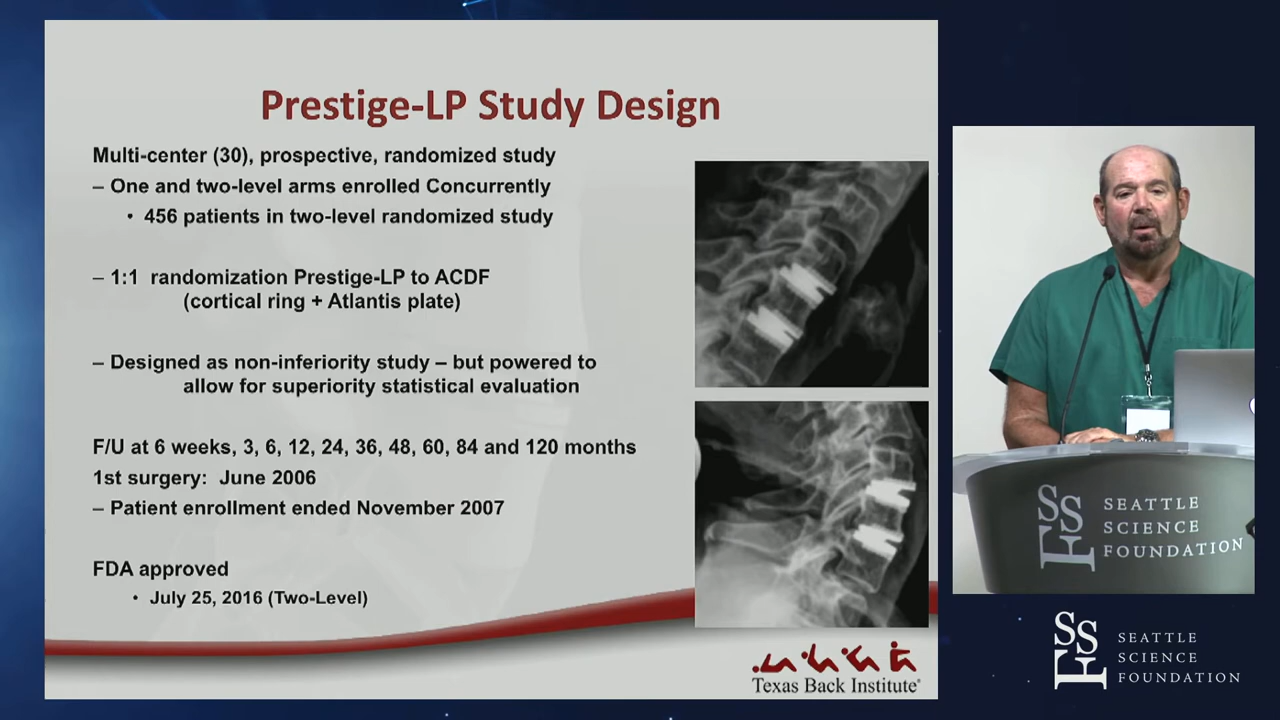 Prestige-LP Study Design
Multi-center (30), prospective, randomized study
– One and two-level arms enrolled Concurrently
• 456 patients in two-level randomized study
– 1:1 randomization Prestige-LP to ACDF
(cortical ring + Atlantis plate)
– Designed as non-inferiority study – but powered to
allow for superiority statistical evaluation
F/U at 6 weeks, 3, 6, 12, 24, 36, 48, 60, 84 and 120 months
1st surgery: June 2006
– Patient enrollment ended November 2007
FDA approved
• July 25, 2016 (Two-Level)
Texas Back Institute
SSF
SEATTLE
SCIENCE
FOUNDATION
SSF
SEATTLE
SCIENCE
FOUNDATION